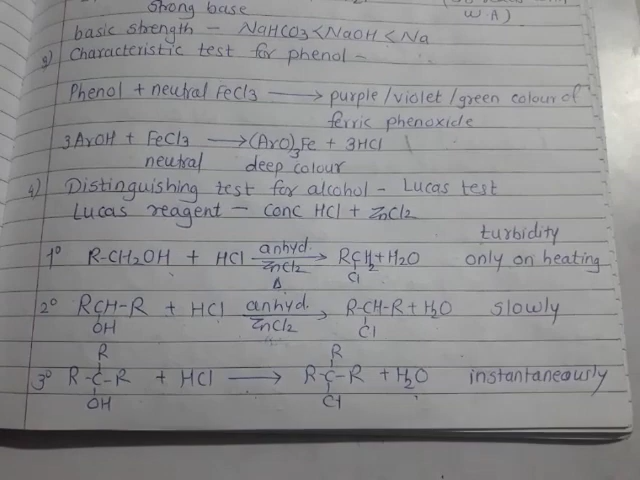 strong base
W.A)
basic strength - NaHCO3 < NaOH < Na
3) Characteristic test for phenol -
Phenol + neutral FeCl3 ⟶ purple/violet/green colour of
ferric phenoxide
3ArOH + FeCl3 ⟶ (ArO)3Fe + 3HCl
neutral deep colour
4) Distinguishing test for alcohol - Lucas test
Lucas reagent - conc HCl + ZnCl2
turbidity
anhyd.
1° R-CH2OH + HCl ⟶ RCH2 + H2O only on heating
ZnCl2 Cl
Δ
anhyd.
2° RCH-R + HCl ⟶ R-CH-R + H2O slowly
OH ZnCl2 Cl
R R
3° R-C-R + HCl ⟶ R-C-R + H2O instantaneously
OH Cl